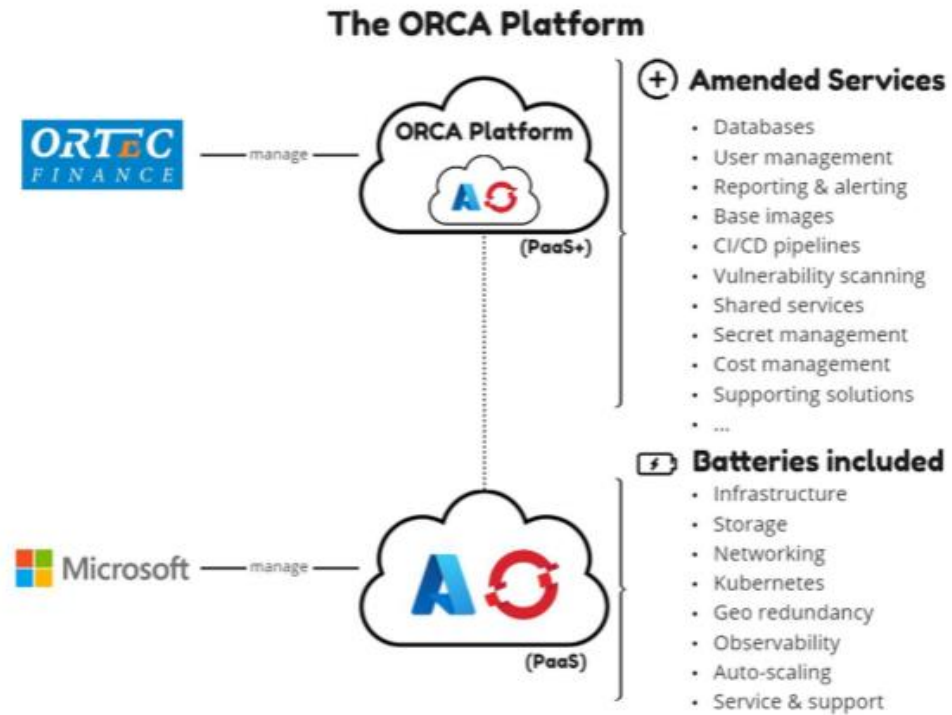 The ORCA Platform
ORTEC
FINANCE
manage
ORCA Platform
(PaaS+)
+ Amended Services
• Databases
• User management
• Reporting & alerting
• Base images
• CI/CD pipelines
• Vulnerability scanning
• Shared services
• Secret management
• Cost management
• Supporting solutions
• ...
Microsoft
manage
(PaaS)
Batteries included
• Infrastructure
• Storage
• Networking
• Kubernetes
• Geo redundancy
• Observability
• Auto-scaling
• Service & support